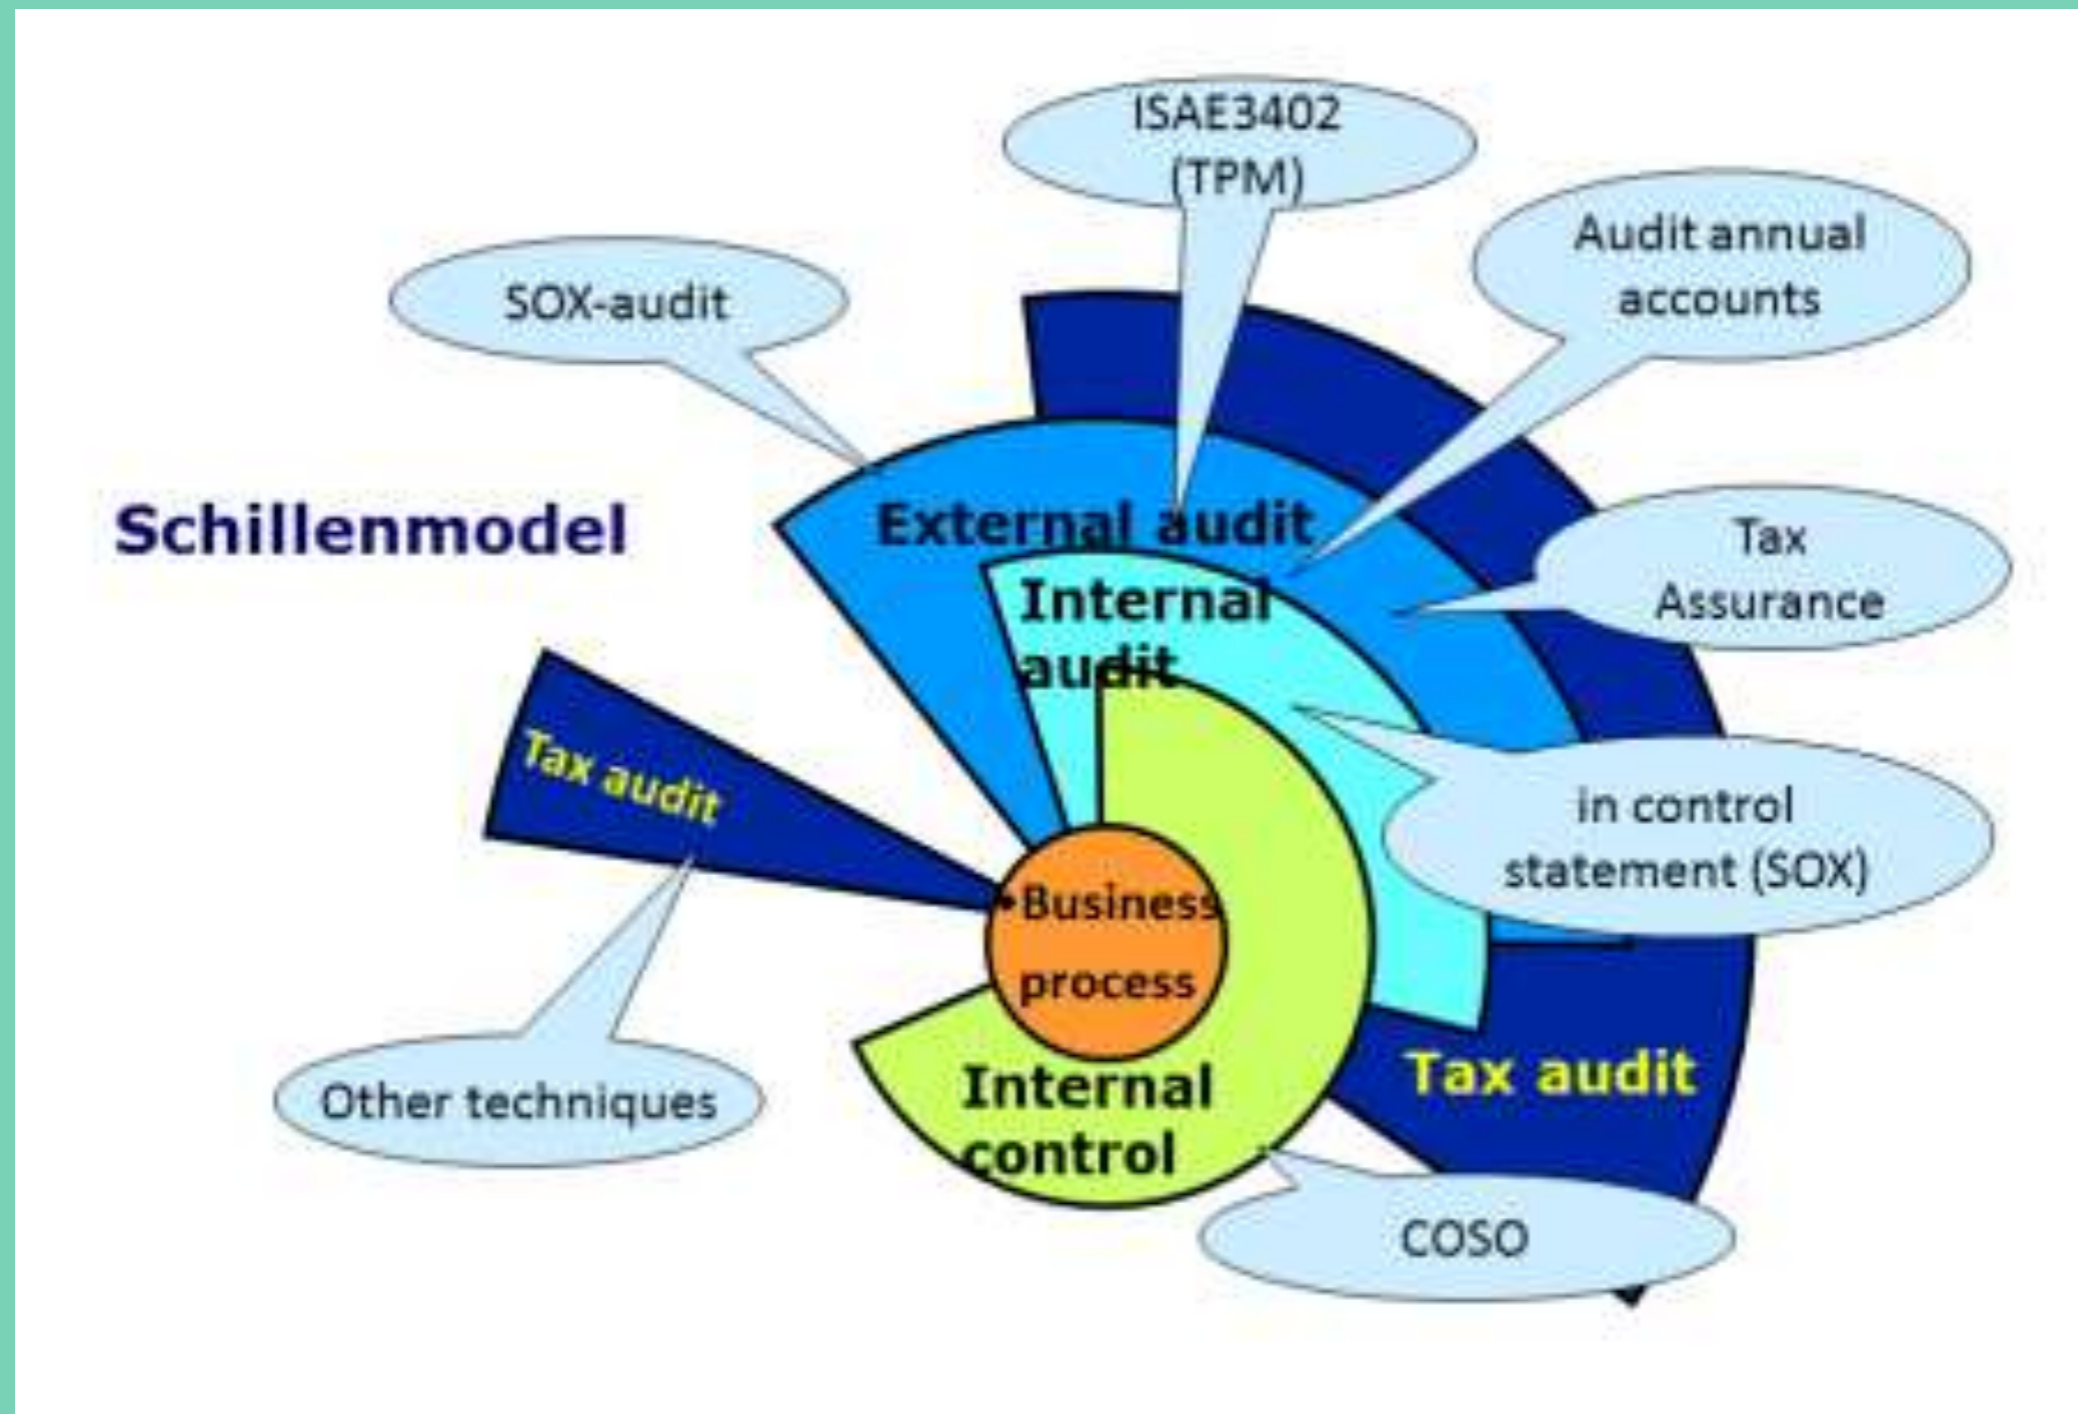 ISAE3402
(TPM)
Audit annual
accounts
SOX-audit
Schillenmodel
External audit
Tax
Assurance
Internal
audit
Tax audit
in control
statement (SOX)
•Business
process
Tax audit
Internal
control
Other techniques
COSO